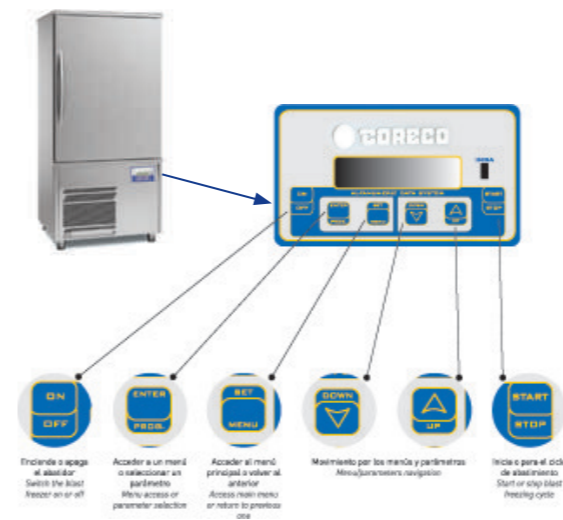 CORECO
ON
OFF
ENTER
PROG.
SET
MENU
DOWN
UP
START
STOP
ON
OFF
ENTER
PROG.
SET
MENU
DOWN
UP
START
STOP
Enciende o apaga
el abatidor
Switch the blast
freezer on or off
Acceder a un menú
o seleccionar un
parámetro
Menu access or
parameter selection
Acceder al menú
principal o volver al
anterior
Access main menu
or return to previous
one
Movimiento por los menús y parámetros
Menu/parameters navigation
Inicia o para el ciclo
de abatimiento
Start or stop blast
freezing cycle